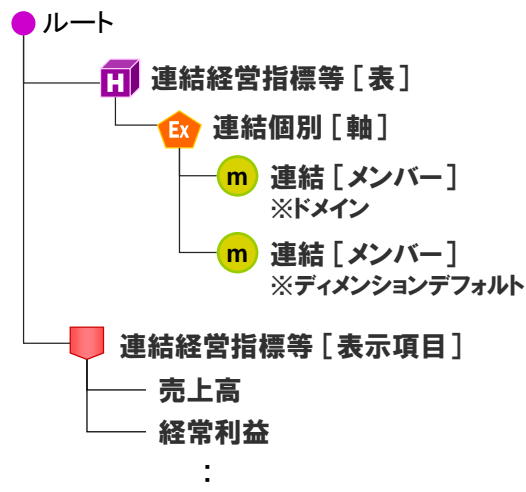 ルート
H 連結経営指標等［表］
Ex 連結個別［軸］
m 連結［メンバー］
※ドメイン
m 連結［メンバー］
※ディメンションデフォルト
連結経営指標等［表示項目］
売上高
経常利益
：